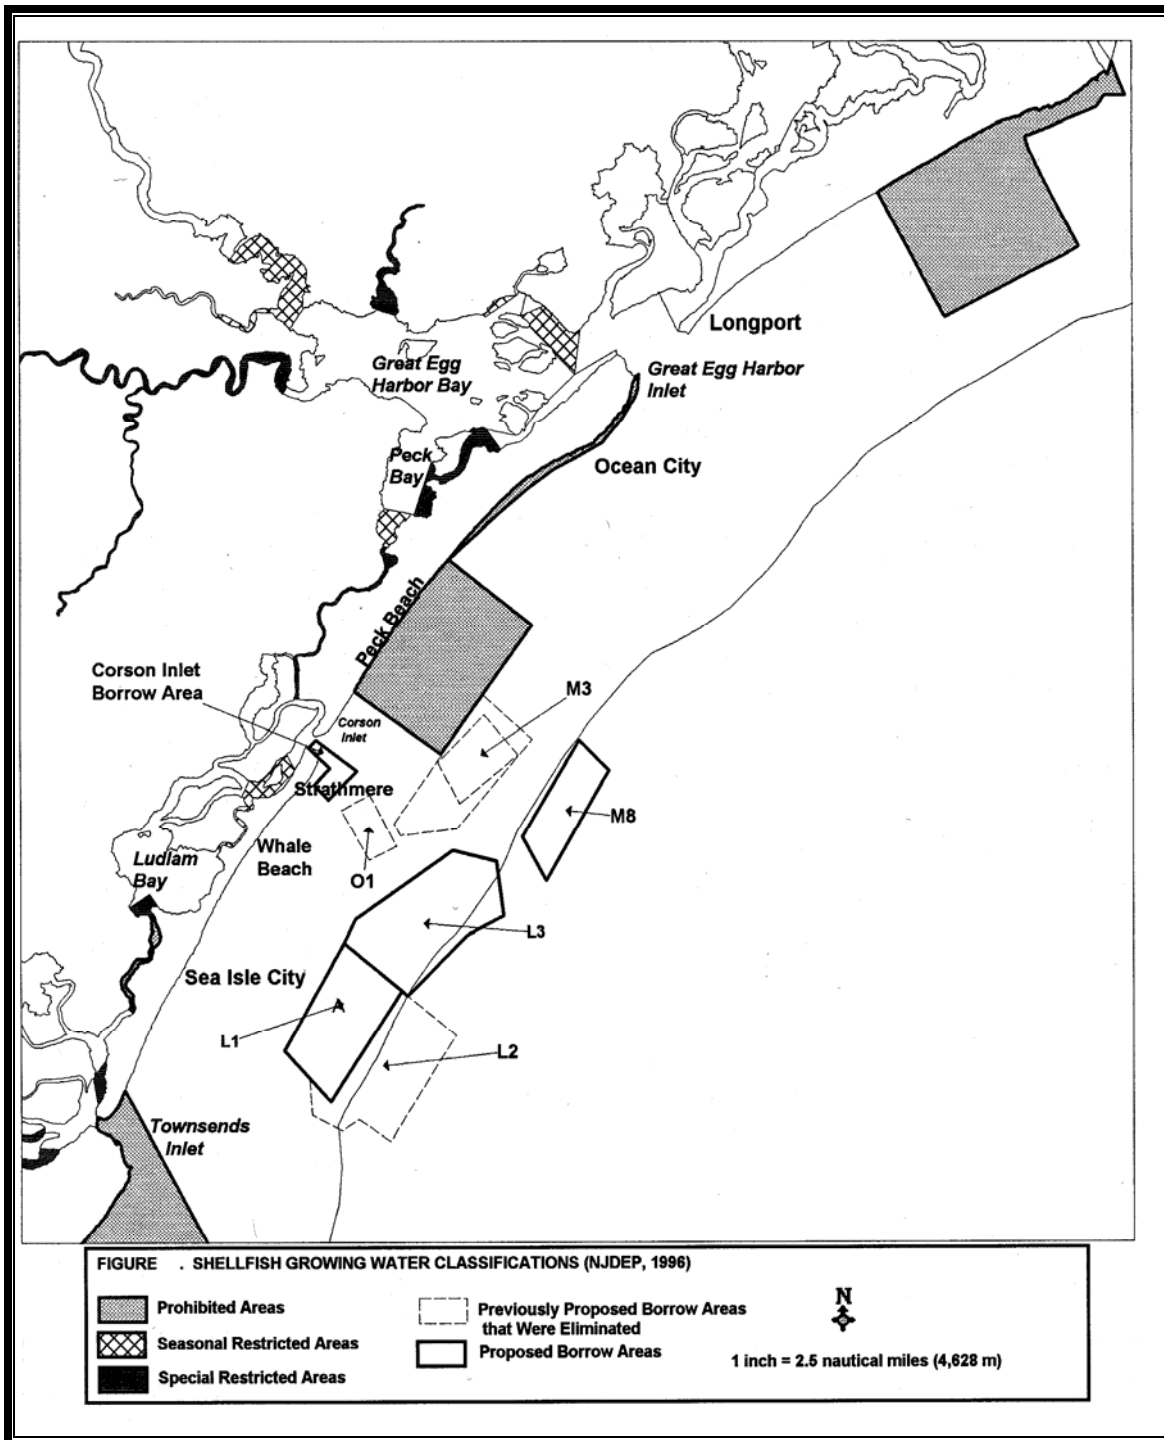 Longport
Great Egg Harbor
Inlet
Great Egg
Harbor Bay
Peck
Bay
Ocean City
Peck Beach
Corson Inlet
Borrow Area
M3
Corson
Inlet
Strathmere
M8
Whale
Beach
Ludlam
Bay
O1
L3
Sea Isle City
A
L1
L2
Townsends
Inlet
FIGURE . SHELLFISH GROWING WATER CLASSIFICATIONS (NJDEP, 1996)
Prohibited Areas
Seasonal Restricted Areas
Special Restricted Areas
Previously Proposed Borrow Areas
that Were Eliminated
Proposed Borrow Areas
N
1 inch = 2.5 nautical miles (4,628 m)